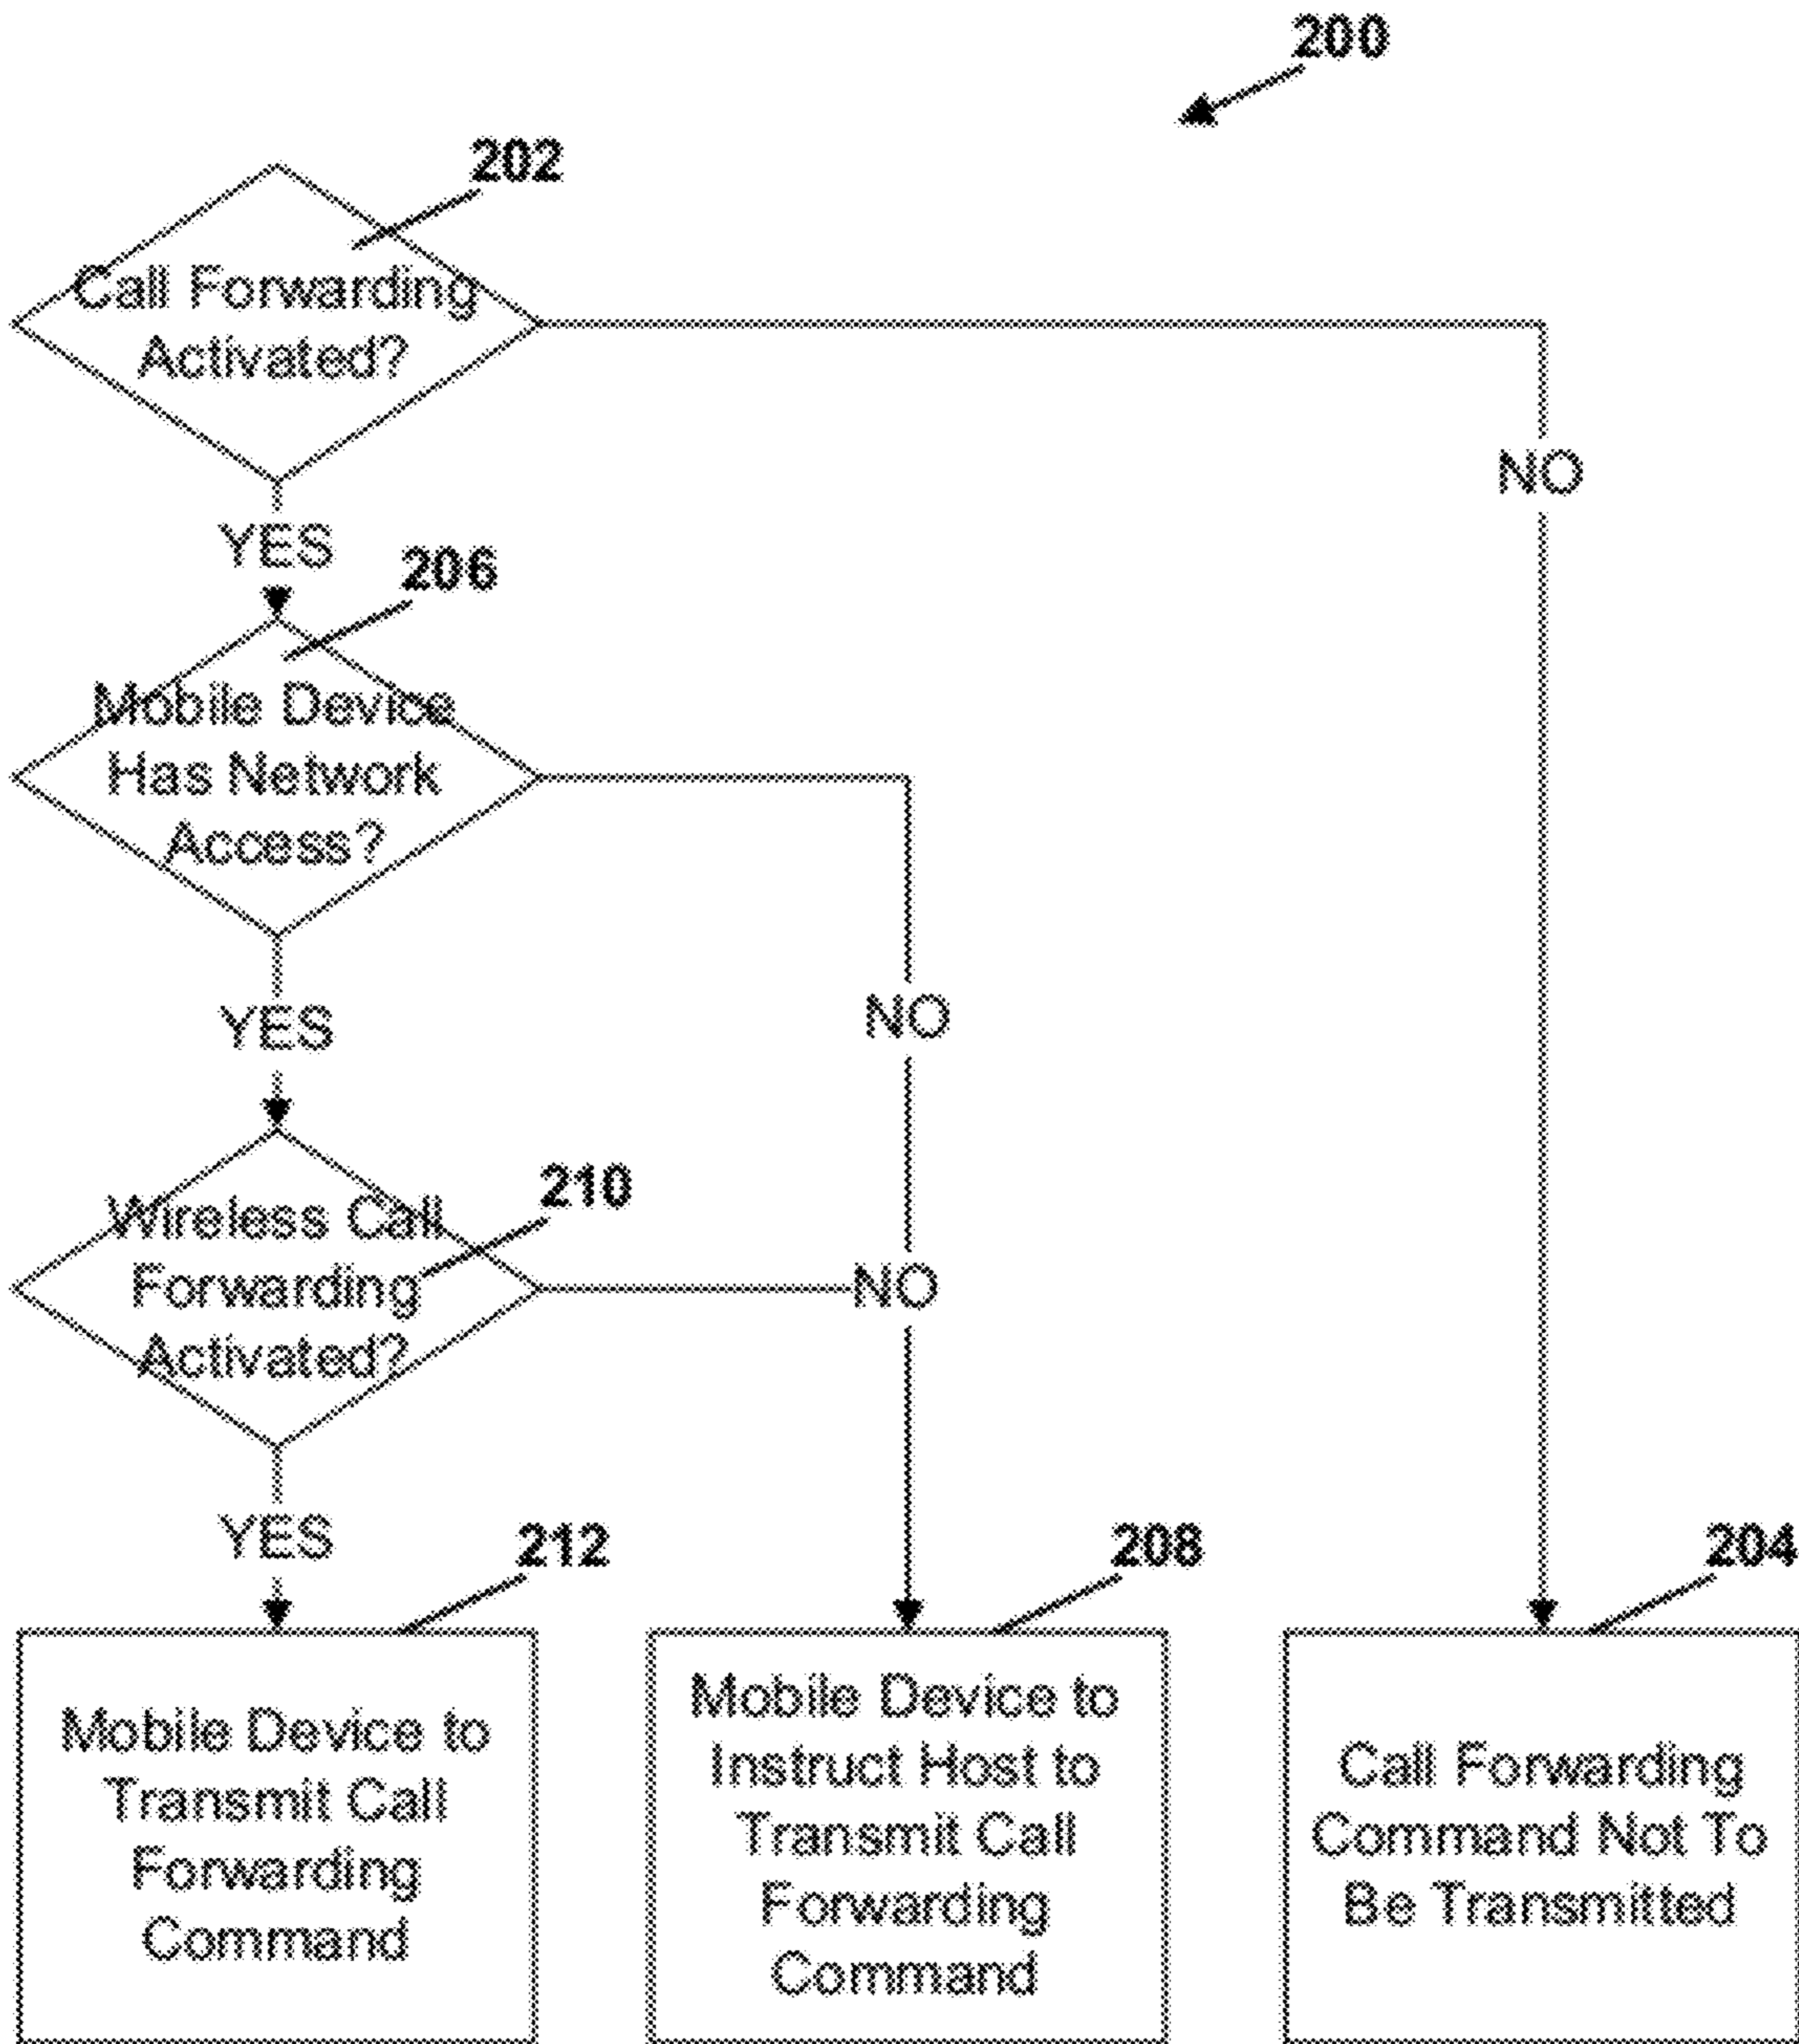 200
202
Call Forwarding
Activated?
NO
YES
206
Mobile Device
Has Network
Access?
YES
NO
210
Wireless Call
Forwarding
Activated?
NO
YES
212
208
204
Mobile Device to
Transmit Call
Forwarding
Command
Mobile Device to
Instruct Host to
Transmit Call
Forwarding
Command
Call Forwarding
Command Not To
Be Transmitted